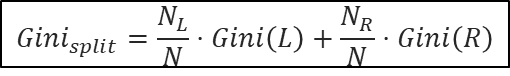 Gini_split = N_L/N · Gini(L) + N_R/N · Gini(R)